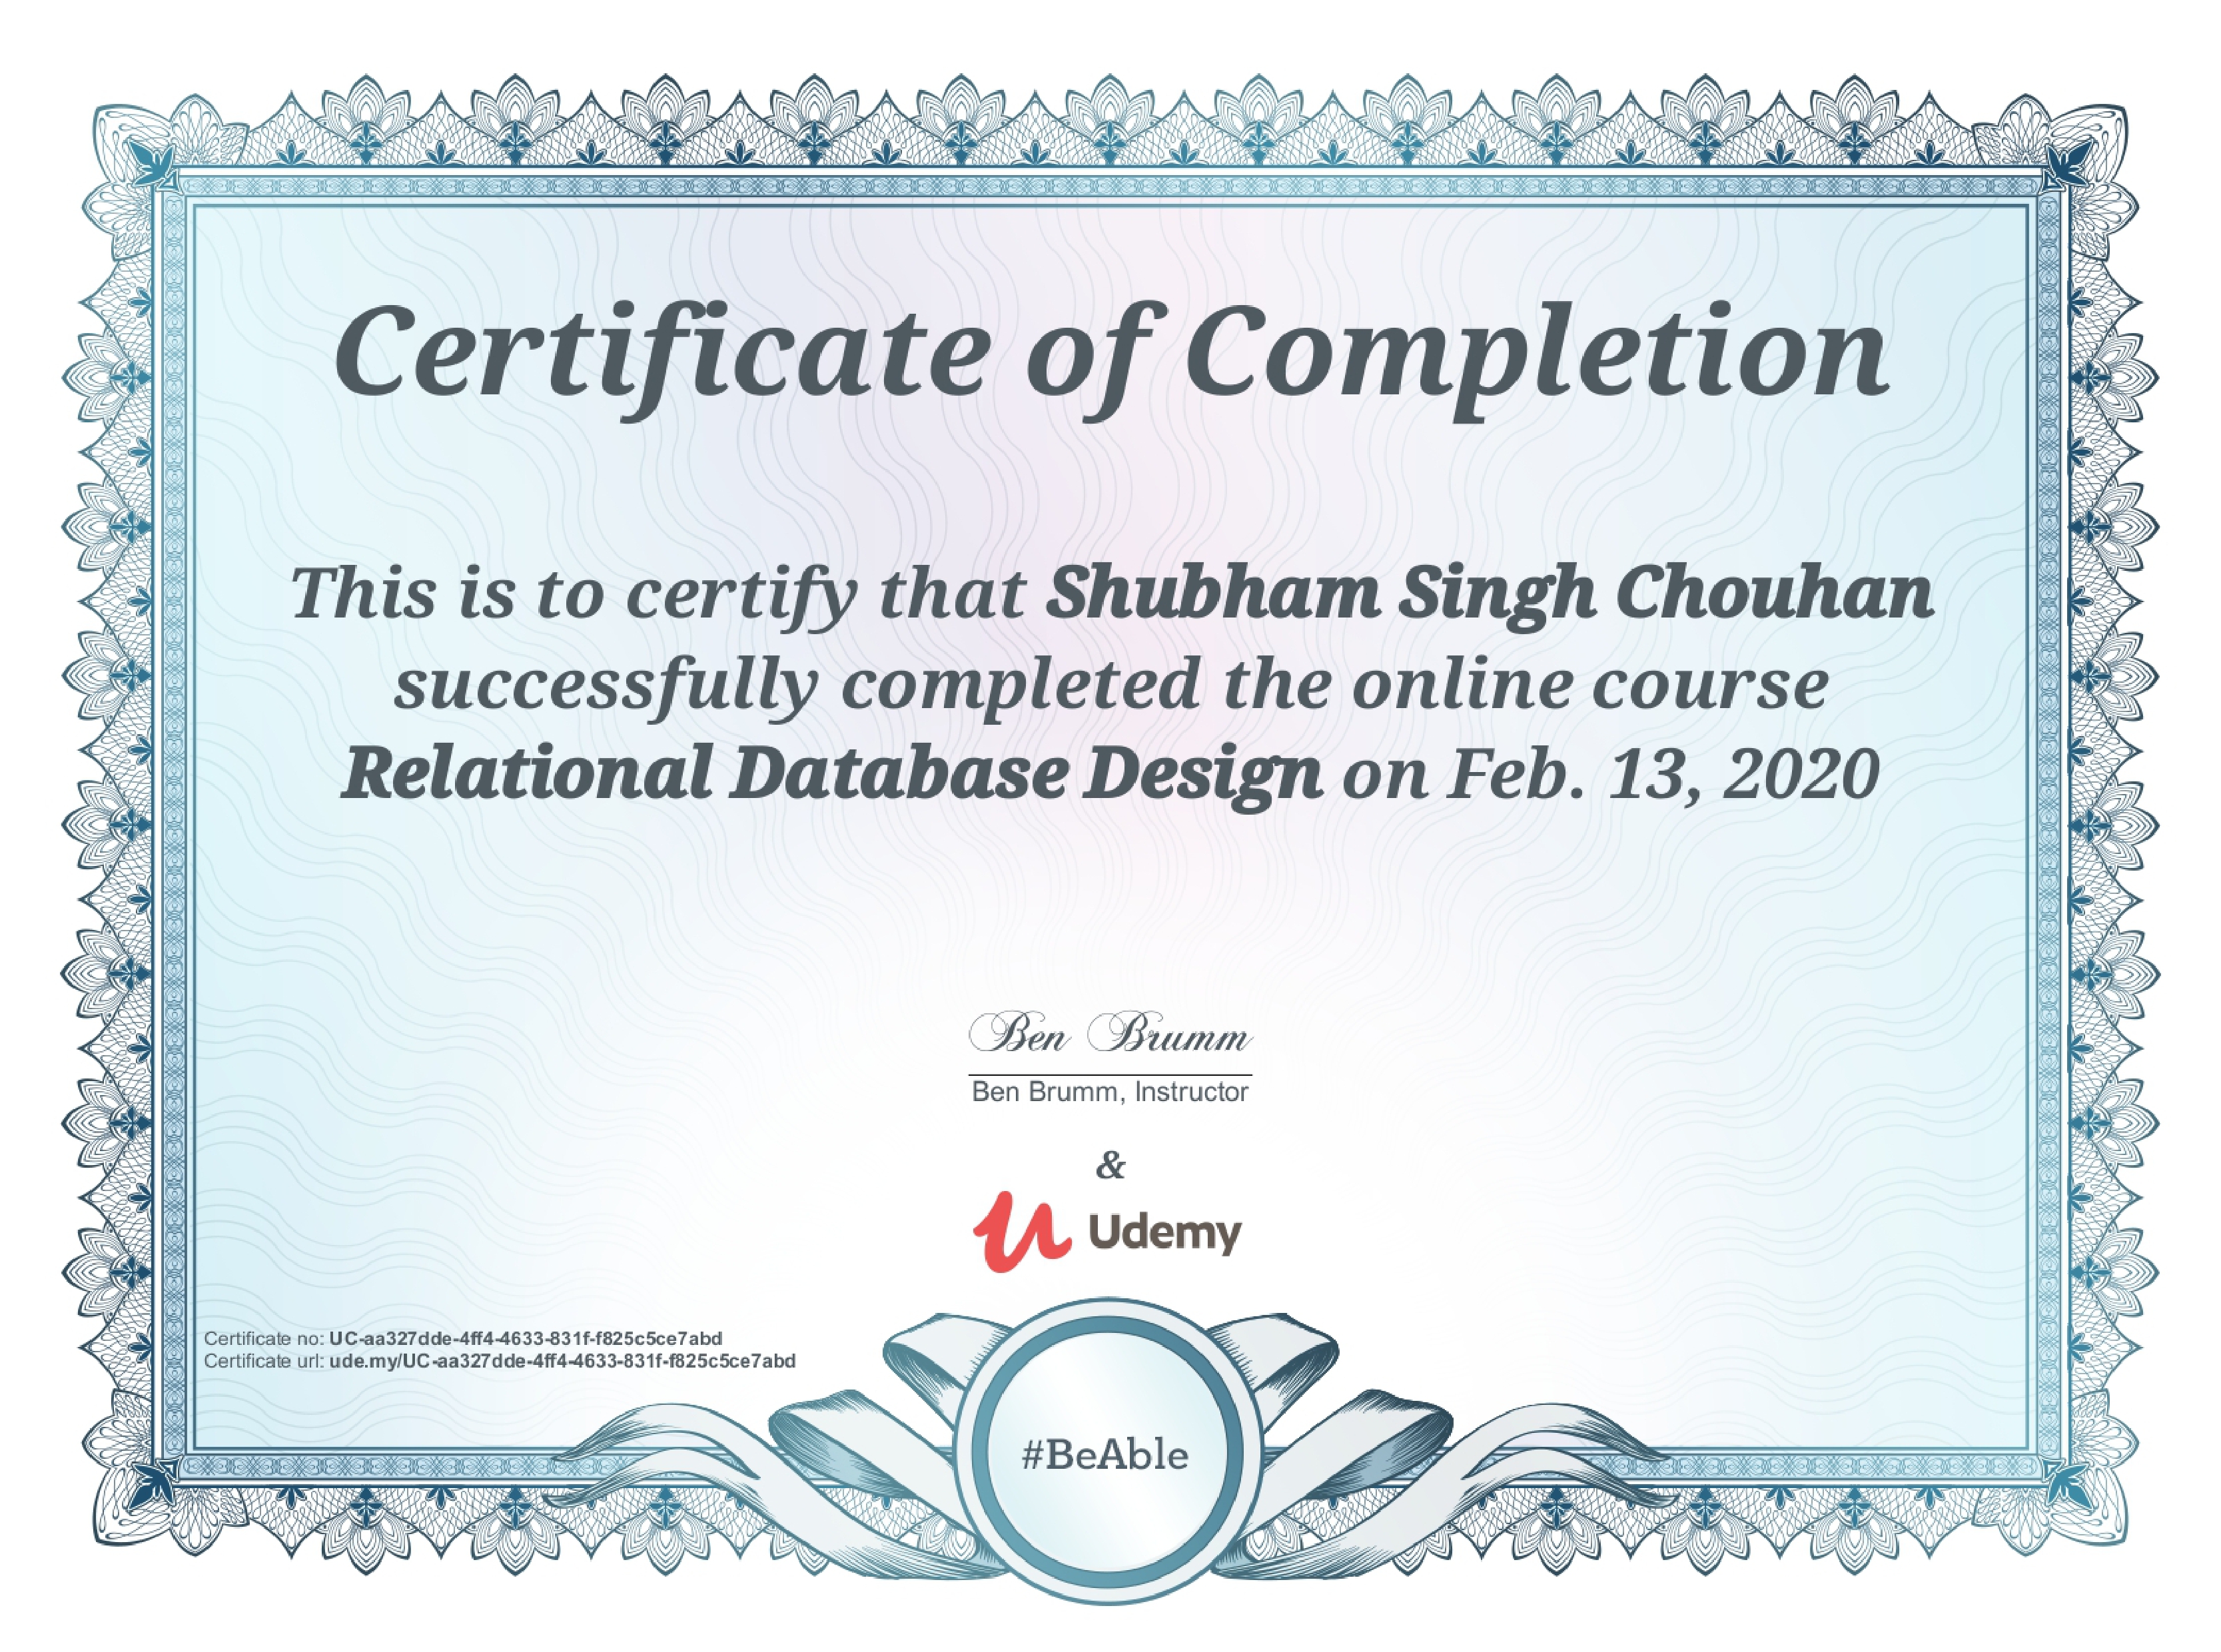 Certificate of Completion
This is to certify that Shubham Singh Chouhan
successfully completed the online course
Relational Database Design on Feb. 13, 2020
Ben Brumm
Ben Brumm, Instructor
&
Udemy
Certificate no: UC-aa327dde-4ff4-4633-831f-f825c5ce7abd
Certificate url: ude.my/UC-aa327dde-4ff4-4633-831f-f825c5ce7abd
#BeAble